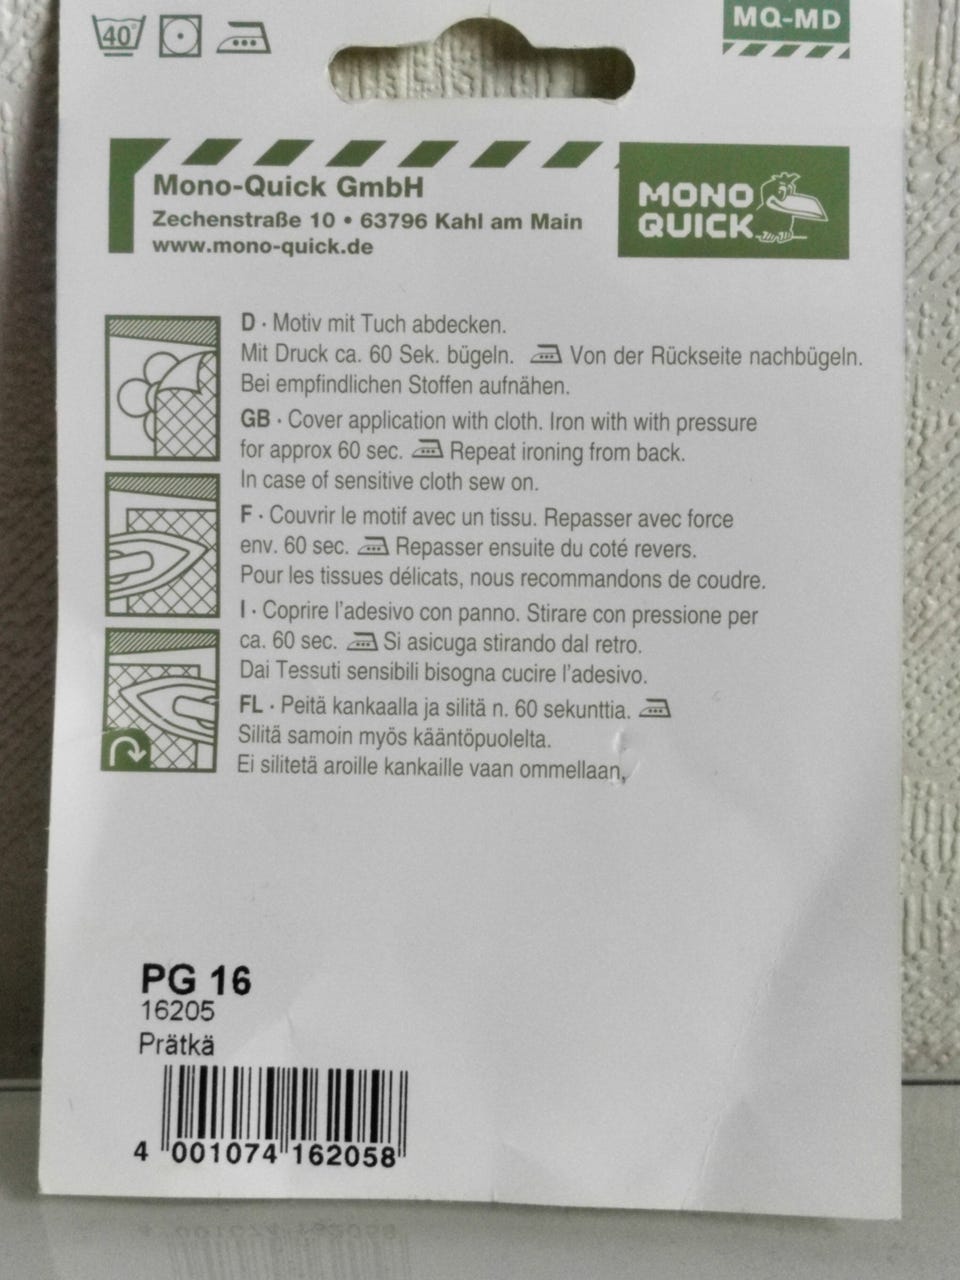 40°
MQ-MD
Mono-Quick GmbH
Zechenstraße 10 • 63796 Kahl am Main
www.mono-quick.de
MONO
QUICK
D · Motiv mit Tuch abdecken.
Mit Druck ca. 60 Sek. bügeln. Von der Rückseite nachbügeln.
Bei empfindlichen Stoffen aufnähen.
GB · Cover application with cloth. Iron with with pressure
for approx 60 sec. Repeat ironing from back.
In case of sensitive cloth sew on.
F · Couvrir le motif avec un tissu. Repasser avec force
env. 60 sec. Repasser ensuite du coté revers.
Pour les tissues délicats, nous recommandons de coudre.
I · Coprire l'adesivo con panno. Stirare con pressione per
ca. 60 sec. Si asicuga stirando dal retro.
Dai Tessuti sensibili bisogna cucire l'adesivo.
FL · Peitä kankaalla ja silitä n. 60 sekunttia.
Silitä samoin myös kääntöpuolelta.
Ei silitetä aroille kankaille vaan ommellaan,
PG 16
16205
Prätkä
4 001074 162058